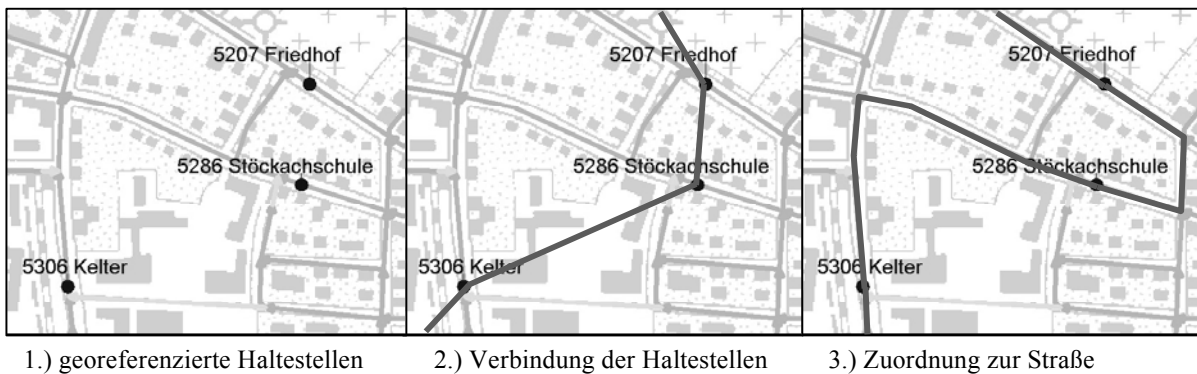 5207 Friedhof
5286 Stöckachschule
5306 Kelter
5207 Friedhof
5286 Stöckachschule
5306 Kelter
5207 Friedhof
5286 Stöckachschule
5306 Kelter
1.) georeferenzierte Haltestellen
2.) Verbindung der Haltestellen
3.) Zuordnung zur Straße